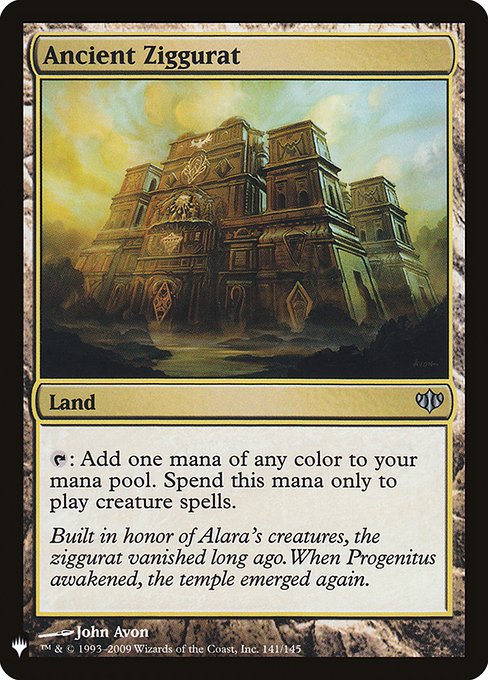 Ancient Ziggurat
AVON
Land
: Add one mana of any color to your
mana pool. Spend this mana only to
play creature spells.
Built in honor of Alara's creatures, the
ziggurat vanished long ago. When Progenitus
awakened, the temple emerged again.
John Avon
™ & © 1993–2009 Wizards of the Coast, Inc. 141/145